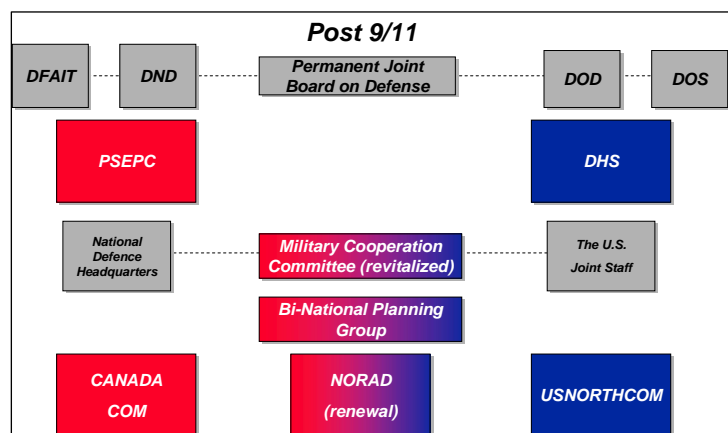 Post 9/11
DFAIT
DND
Permanent Joint
Board on Defense
DOD
DOS
PSEPC
DHS
National
Defence
Headquarters
Military Cooperation
Committee (revitalized)
The U.S.
Joint Staff
Bi-National Planning
Group
CANADA
COM
NORAD
(renewal)
USNORTHCOM